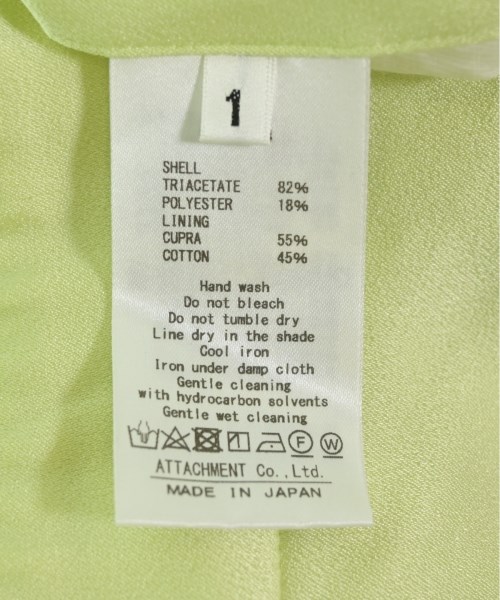 1
SHELL
TRIACETATE 82%
POLYESTER 18%
LINING
CUPRA 55%
COTTON 45%
Hand wash
Do not bleach
Do not tumble dry
Line dry in the shade
Cool iron
Iron under damp cloth
Gentle cleaning
with hydrocarbon solvents
Gentle wet cleaning
F W
ATTACHMENT Co.,Ltd.
MADE IN JAPAN